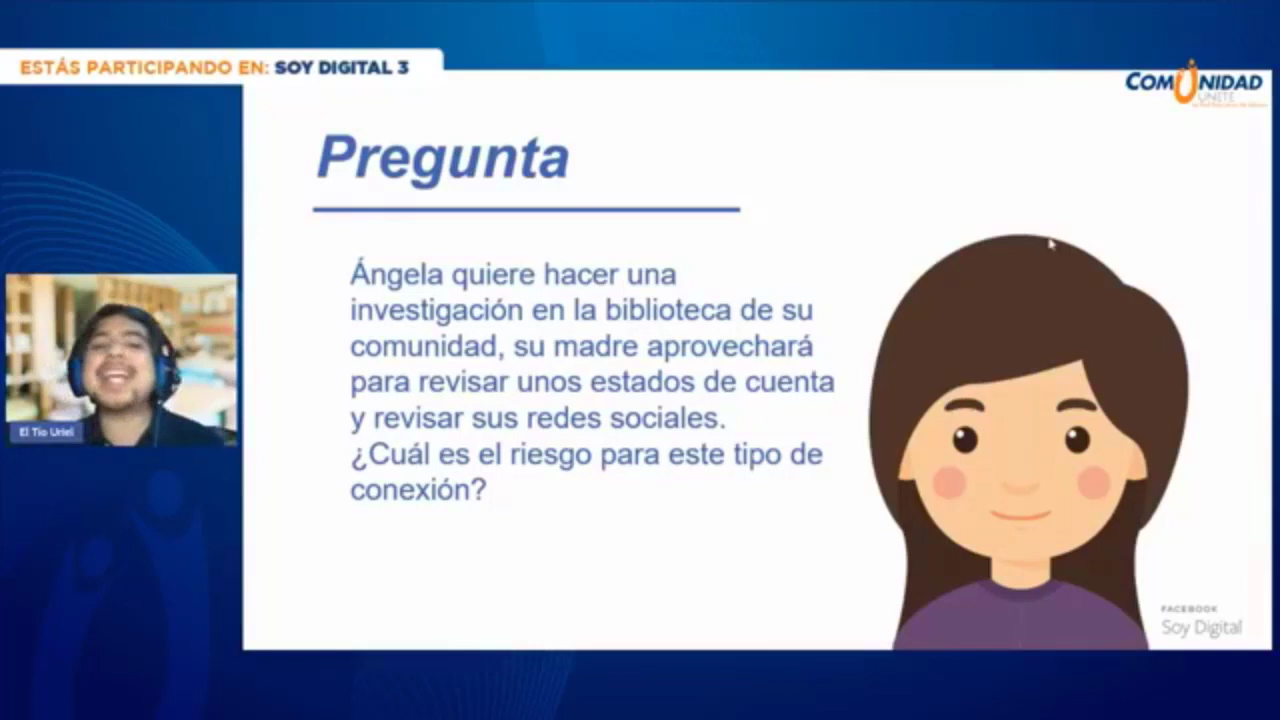 ESTÁS PARTICIPANDO EN: SOY DIGITAL 3
COMUNIDAD
ÚNETE
Pregunta
Ángela quiere hacer una
investigación en la biblioteca de su
comunidad, su madre aprovechará
para revisar unos estados de cuenta
y revisar sus redes sociales.
¿Cuál es el riesgo para este tipo de
conexión?
El Tío Uriel
FACEBOOK
Soy Digital